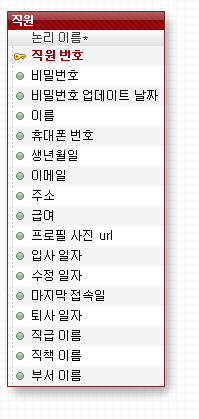 직원
논리 이름*
직원 번호
비밀번호
비밀번호 업데이트 날짜
이름
휴대폰 번호
생년월일
이메일
주소
급여
프로필 사진 url
입사 일자
수정 일자
마지막 접속일
퇴사 일자
직급 이름
직책 이름
부서 이름